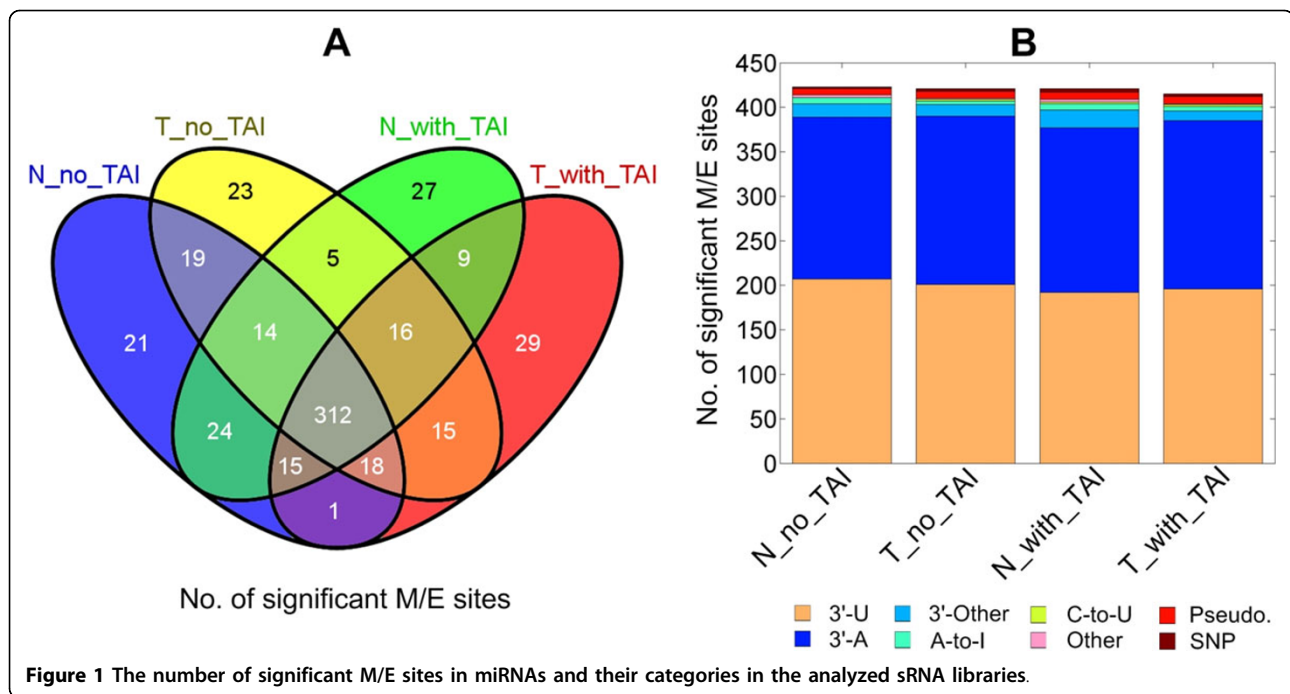 A
T_no_TAI
N_with_TAI
N_no_TAI
T_with_TAI
23
27
19
5
9
21
14
16
29
312
24
15
15
18
1
No. of significant M/E sites
B
No. of significant M/E sites
450
400
350
300
250
200
150
100
50
0
N_no_TAI
T_no_TAI
N_with_TAI
T_with_TAI
3'-U
3'-Other
C-to-U
Pseudo.
3'-A
A-to-I
Other
SNP
Figure 1 The number of significant M/E sites in miRNAs and their categories in the analyzed sRNA libraries.